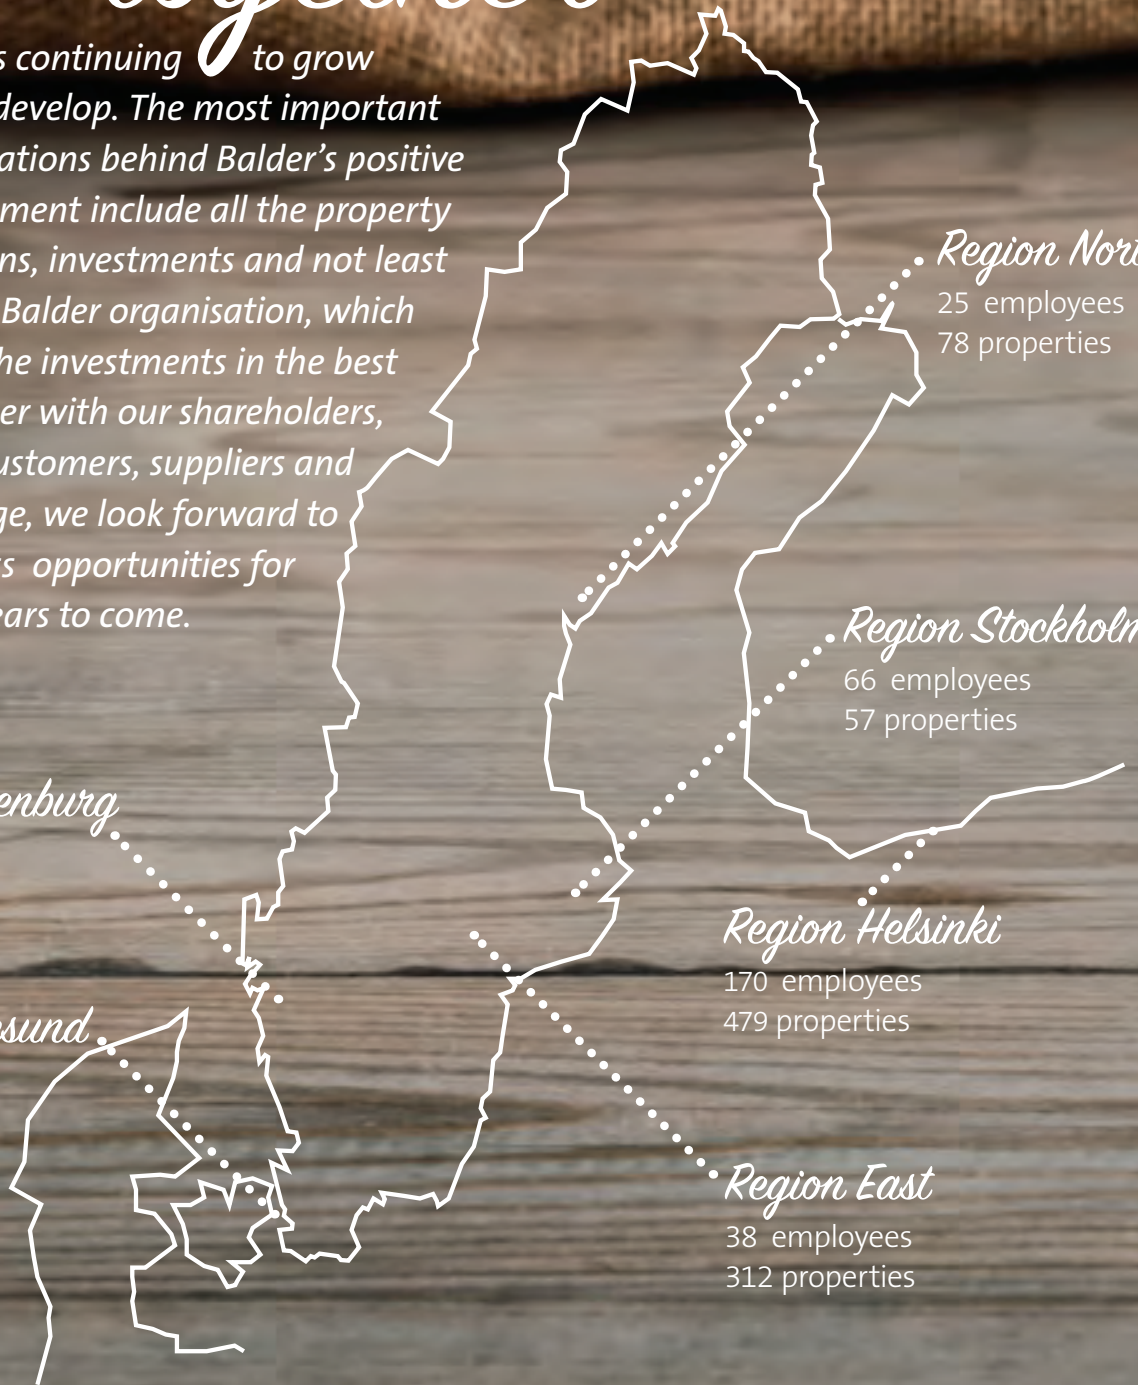 together
s continuing to grow
develop. The most important
ations behind Balder's positive
ment include all the property
ns, investments and not least
Balder organisation, which
he investments in the best
er with our shareholders,
ustomers, suppliers and
ge, we look forward to
s opportunities for
ears to come.
Region Nort
25 employees
78 properties
Region Stockholm
66 employees
57 properties
enburg
Region Helsinki
170 employees
479 properties
sund
Region East
38 employees
312 properties